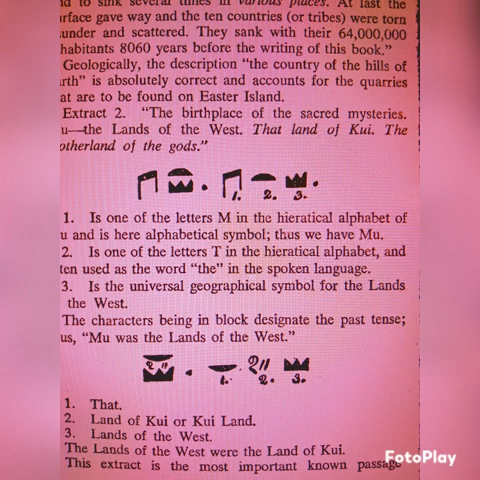 to sink several times in various places. At last the
rface gave way and the ten countries (or tribes) were torn
sunder and scattered. They sank with their 64,000,000
habitants 8060 years before the writing of this book."
Geologically, the description "the country of the hills of
rth" is absolutely correct and accounts for the quarries
at are to be found on Easter Island.
Extract 2. "The birthplace of the sacred mysteries.
u—the Lands of the West. That land of Kui. The
otherland of the gods."
1. 2. 3.
1. Is one of the letters M in the hieratical alphabet of
u and is here alphabetical symbol; thus we have Mu.
2. Is one of the letters T in the hieratical alphabet, and
ten used as the word "the" in the spoken language.
3. Is the universal geographical symbol for the Lands
the West.
The characters being in block designate the past tense;
us, "Mu was the Lands of the West."
1. 2. 3.
1. That.
2. Land of Kui or Kui Land.
3. Lands of the West.
The Lands of the West were the Land of Kui.
This extract is the most important known passage
FotoPlay